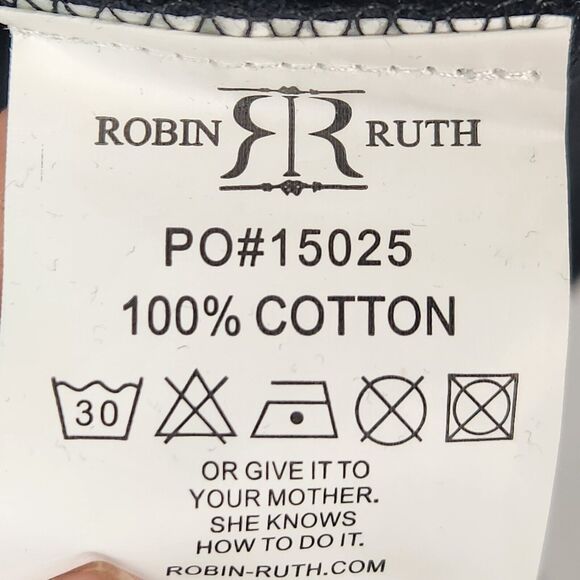 ROBIN RR RUTH
PO#15025
100% COTTON
30
OR GIVE IT TO
YOUR MOTHER.
SHE KNOWS
HOW TO DO IT.
ROBIN-RUTH.COM